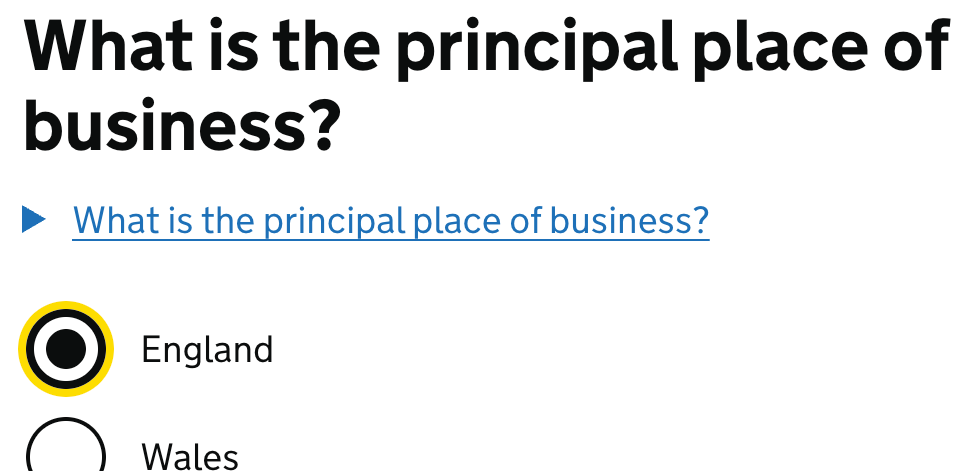 What is the principal place of
business?
What is the principal place of business?
England
Wales